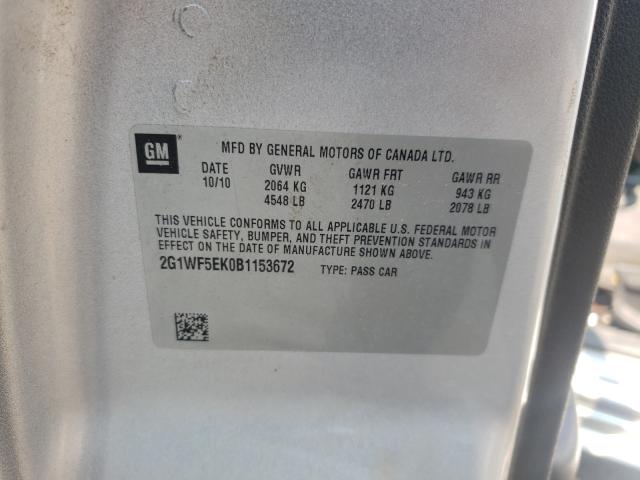 GM
MFD BY GENERAL MOTORS OF CANADA LTD.
DATE GVWR GAWR FRT GAWR RR
10/10 2064 KG 1121 KG 943 KG
4548 LB 2470 LB 2078 LB
THIS VEHICLE CONFORMS TO ALL APPLICABLE U.S. FEDERAL MOTOR
VEHICLE SAFETY, BUMPER, AND THEFT PREVENTION STANDARDS IN
EFFECT ON THE DATE OF MANUFACTURE SHOWN ABOVE.
2G1WF5EK0B1153672 TYPE: PASS CAR